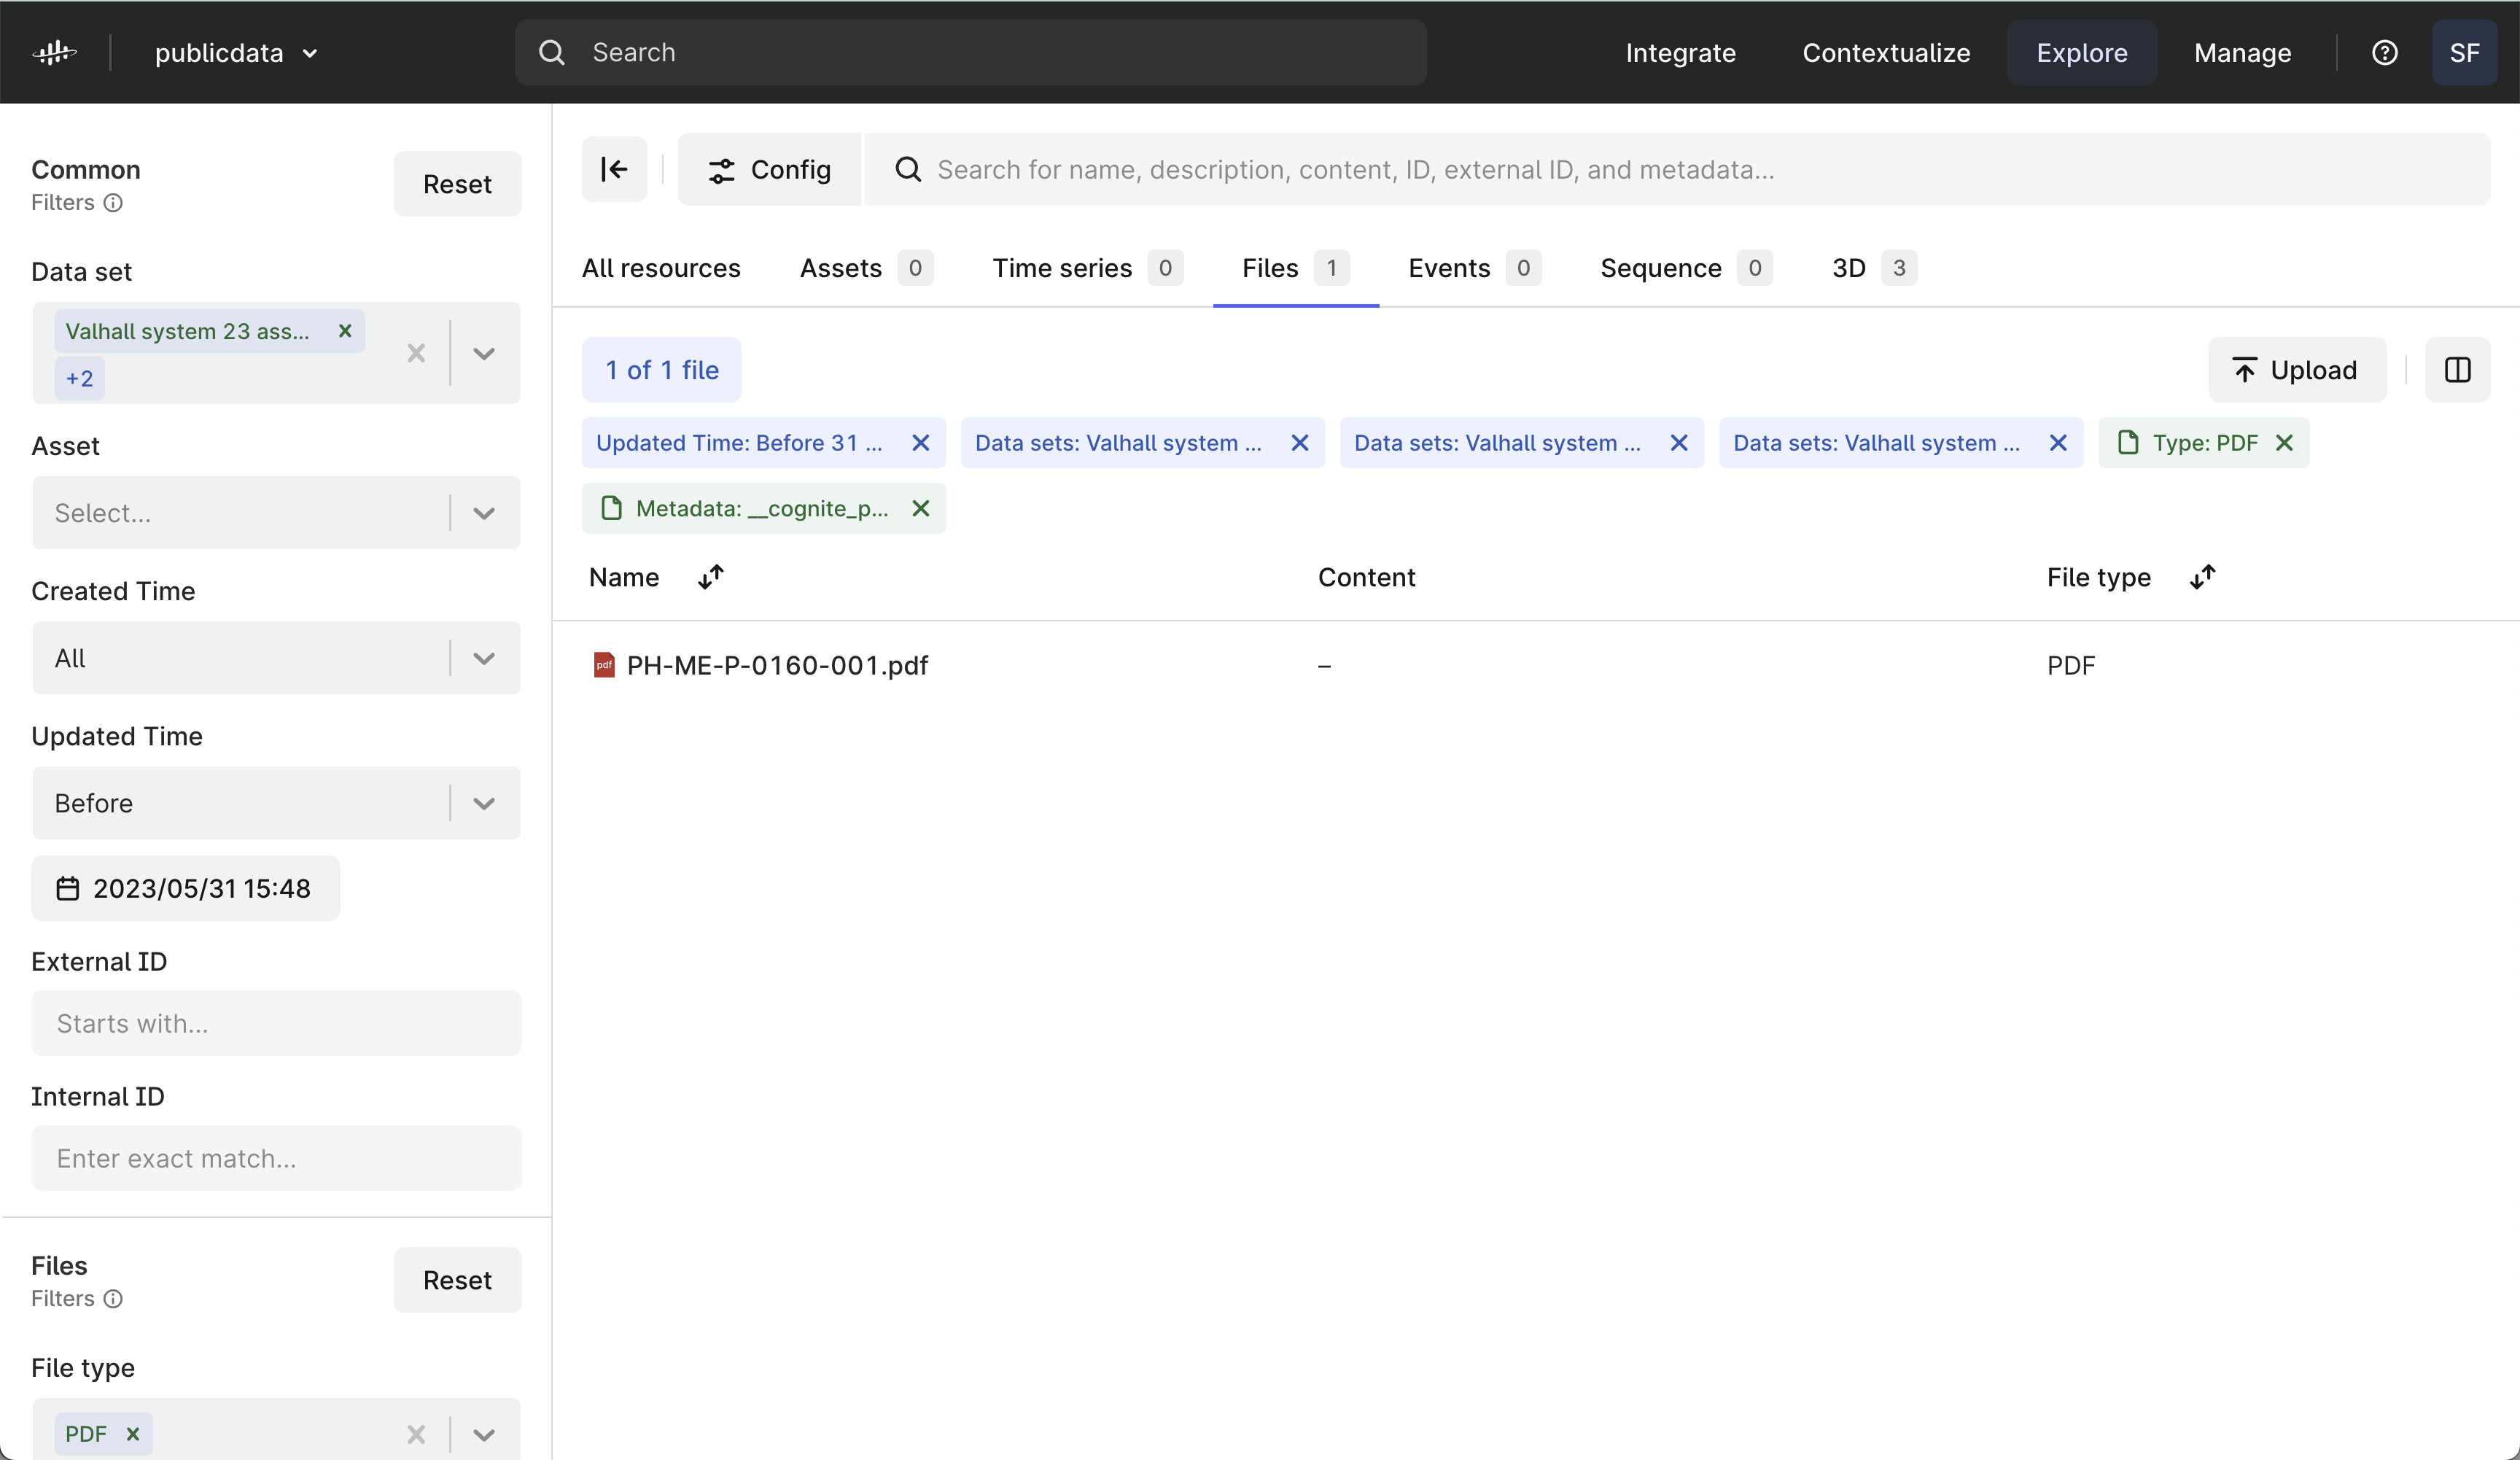 publicdata
Search
Integrate
Contextualize
Explore
Manage
SF
Common
Filters
Reset
Data set
Valhall system 23 ass...
+2
Asset
Select...
Created Time
All
Updated Time
Before
2023/05/31 15:48
External ID
Starts with...
Internal ID
Enter exact match...
Files
Filters
Reset
File type
PDF
Config
Search for name, description, content, ID, external ID, and metadata...
All resources
Assets 0
Time series 0
Files 1
Events 0
Sequence 0
3D 3
1 of 1 file
Upload
Updated Time: Before 31 ...
Data sets: Valhall system ...
Data sets: Valhall system ...
Data sets: Valhall system ...
Type: PDF
Metadata: __cognite_p...
Name
Content
File type
pdf
PH-ME-P-0160-001.pdf
–
PDF